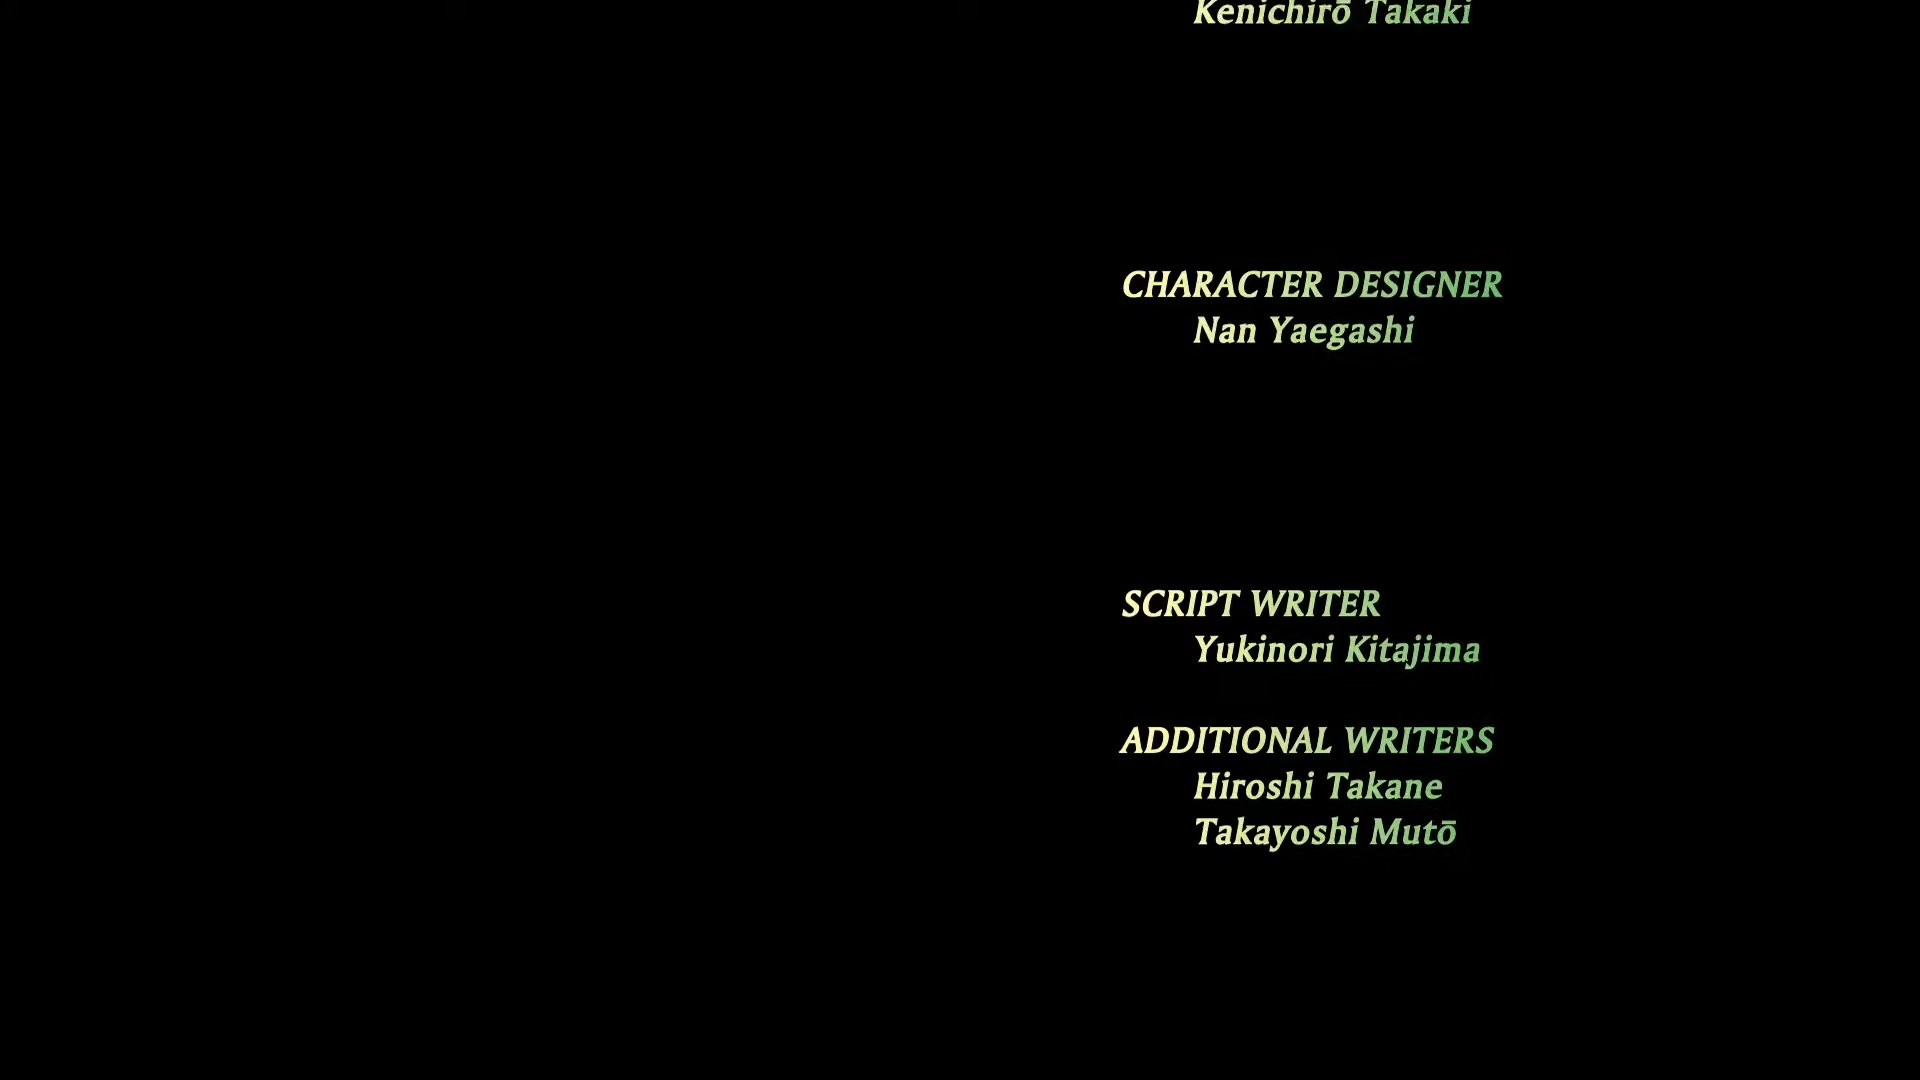 Kenichirō Takaki
CHARACTER DESIGNER
Nan Yaegashi
SCRIPT WRITER
Yukinori Kitajima
ADDITIONAL WRITERS
Hiroshi Takane
Takayoshi Mutō